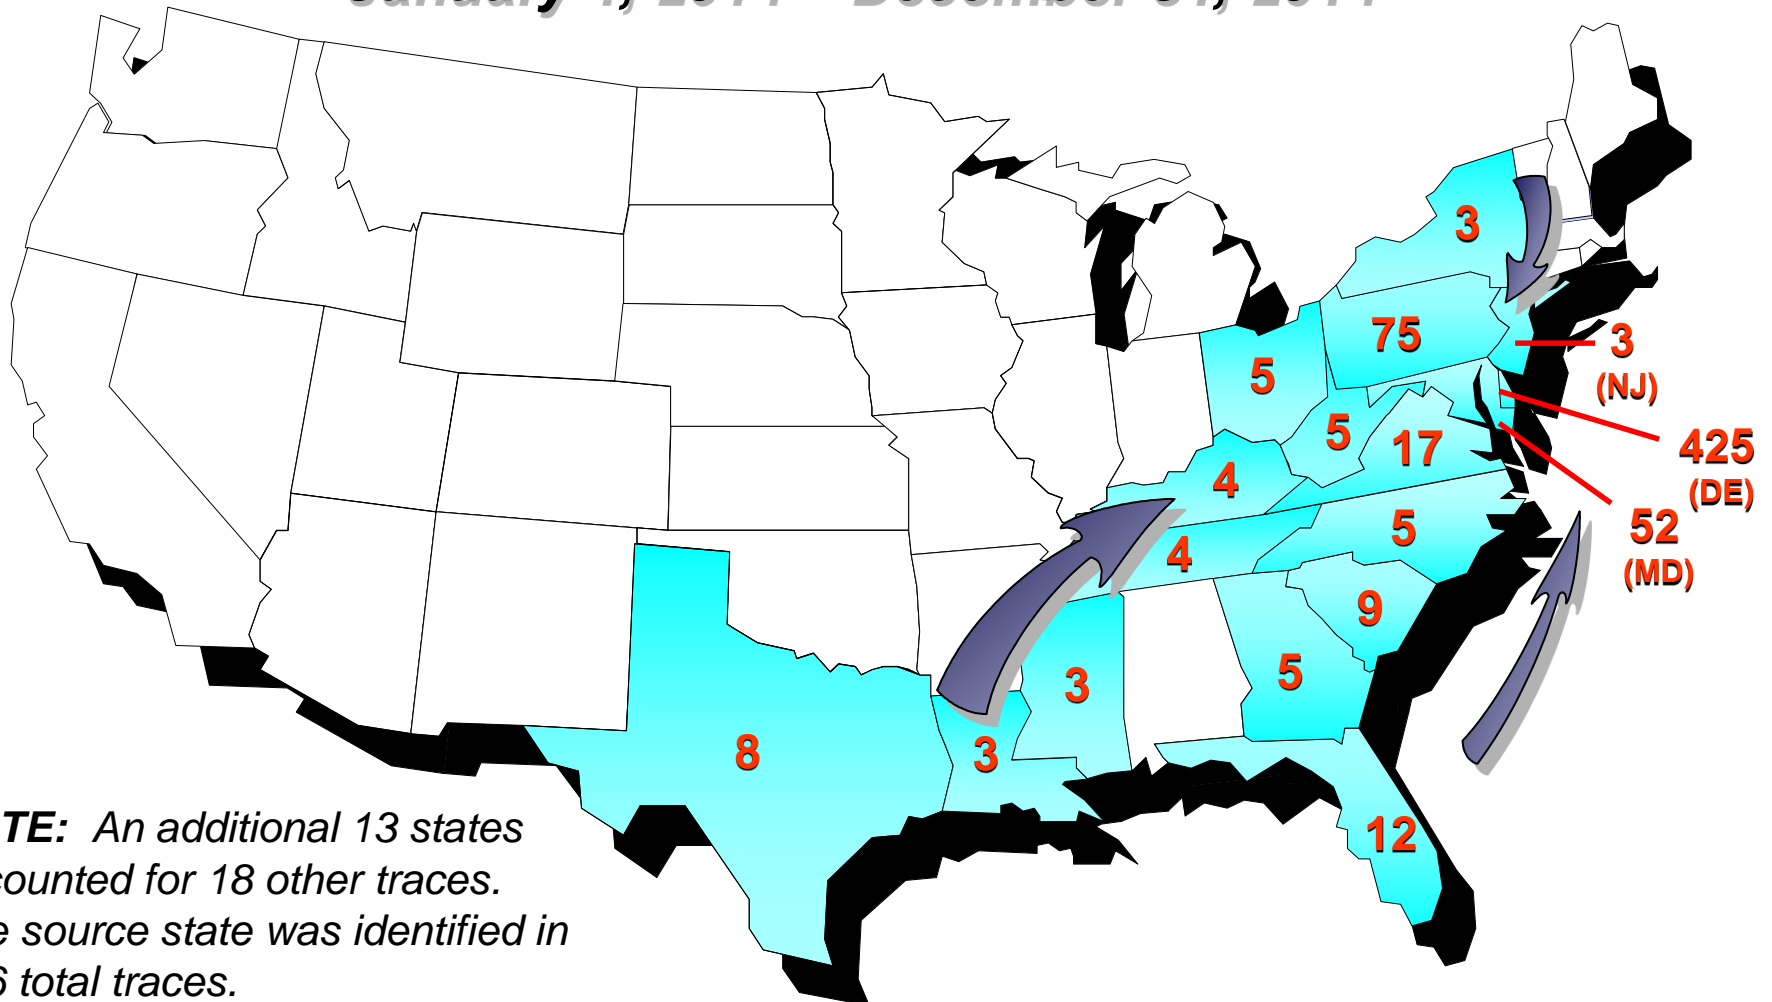 3
75
3
(NJ)
5
5
17
425
(DE)
4
52
(MD)
5
4
9
5
3
8
3
12
TE: An additional 13 states
counted for 18 other traces.
e source state was identified in
6 total traces.